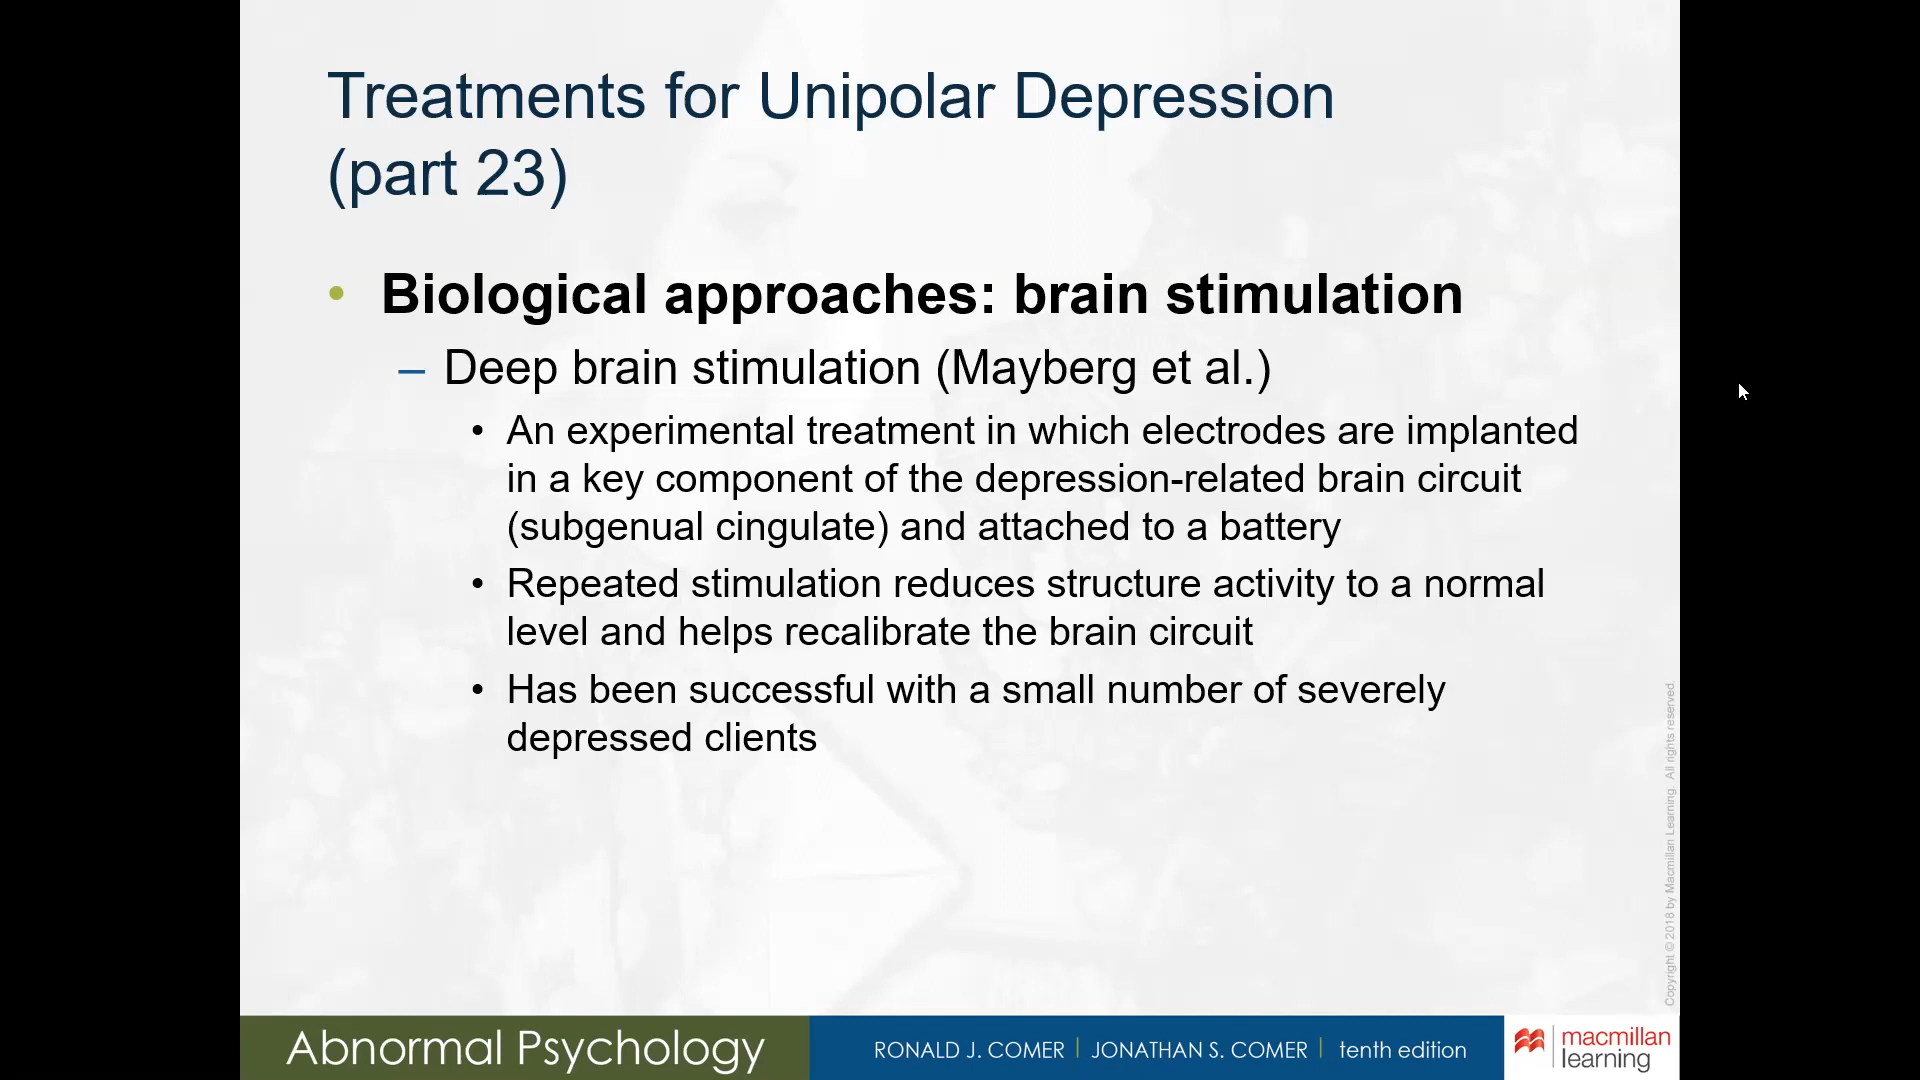 Treatments for Unipolar Depression
(part 23)
• Biological approaches: brain stimulation
– Deep brain stimulation (Mayberg et al.)
• An experimental treatment in which electrodes are implanted
in a key component of the depression-related brain circuit
(subgenual cingulate) and attached to a battery
• Repeated stimulation reduces structure activity to a normal
level and helps recalibrate the brain circuit
• Has been successful with a small number of severely
depressed clients
Copyright © 2018 by Macmillan Learning. All rights reserved.
Abnormal Psychology
RONALD J. COMER | JONATHAN S. COMER | tenth edition
macmillan
learning